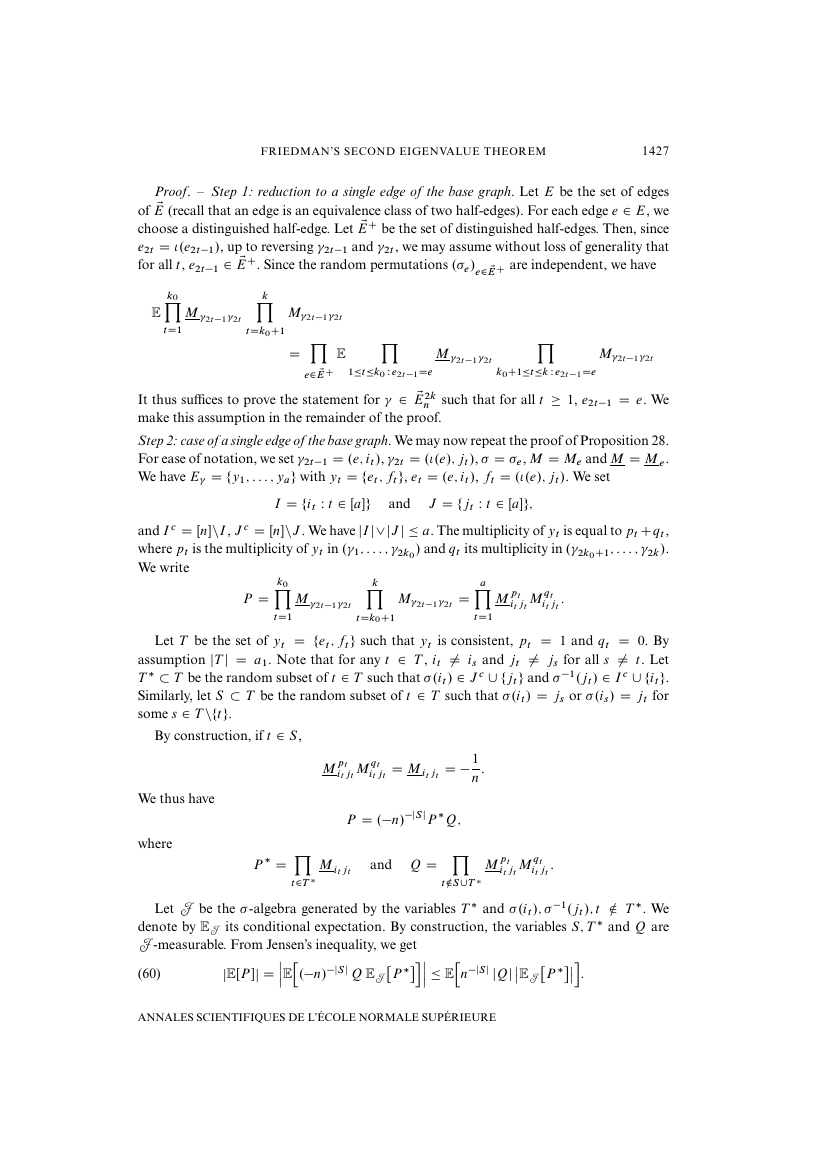 FRIEDMAN'S SECOND EIGENVALUE THEOREM 1427
Proof. – Step 1: reduction to a single edge of the base graph. Let E be the set of edges
of E⃗ (recall that an edge is an equivalence class of two half-edges). For each edge e ∈ E, we
choose a distinguished half-edge. Let E⃗⁺ be the set of distinguished half-edges. Then, since
e_{2t} = ι(e_{2t−1}), up to reversing γ_{2t−1} and γ_{2t}, we may assume without loss of generality that
for all t, e_{2t−1} ∈ E⃗⁺. Since the random permutations (σ_e)_{e∈E⃗⁺} are independent, we have
𝔼 ∏_{t=1}^{k_0} \underline{M}_{γ_{2t−1}γ_{2t}} ∏_{t=k_0+1}^{k} M_{γ_{2t−1}γ_{2t}}
= ∏_{e∈E⃗⁺} 𝔼 ∏_{1≤t≤k_0:e_{2t−1}=e} \underline{M}_{γ_{2t−1}γ_{2t}} ∏_{k_0+1≤t≤k:e_{2t−1}=e} M_{γ_{2t−1}γ_{2t}}
It thus suffices to prove the statement for γ ∈ E⃗_n^{2k} such that for all t ≥ 1, e_{2t−1} = e. We
make this assumption in the remainder of the proof.
Step 2: case of a single edge of the base graph. We may now repeat the proof of Proposition 28.
For ease of notation, we set γ_{2t−1} = (e, i_t), γ_{2t} = (ι(e), j_t), σ = σ_e, M = M_e and \underline{M} = \underline{M}_e.
We have E_γ = {y_1, . . . , y_a} with y_t = {e_t, f_t}, e_t = (e, i_t), f_t = (ι(e), j_t). We set
I = {i_t : t ∈ [a]} and J = {j_t : t ∈ [a]},
and I^c = [n]\I, J^c = [n]\J. We have |I|∨|J| ≤ a. The multiplicity of y_t is equal to p_t + q_t,
where p_t is the multiplicity of y_t in (γ_1, . . . , γ_{2k_0}) and q_t its multiplicity in (γ_{2k_0+1}, . . . , γ_{2k}).
We write
P = ∏_{t=1}^{k_0} \underline{M}_{γ_{2t−1}γ_{2t}} ∏_{t=k_0+1}^{k} M_{γ_{2t−1}γ_{2t}} = ∏_{t=1}^{a} \underline{M}_{i_t j_t}^{p_t} M_{i_t j_t}^{q_t}.
Let T be the set of y_t = {e_t, f_t} such that y_t is consistent, p_t = 1 and q_t = 0. By
assumption |T| = a_1. Note that for any t ∈ T, i_t ≠ i_s and j_t ≠ j_s for all s ≠ t. Let
T* ⊂ T be the random subset of t ∈ T such that σ(i_t) ∈ J^c ∪ {j_t} and σ^{−1}(j_t) ∈ I^c ∪ {i_t}.
Similarly, let S ⊂ T be the random subset of t ∈ T such that σ(i_t) = j_s or σ(i_s) = j_t for
some s ∈ T\{t}.
By construction, if t ∈ S,
\underline{M}_{i_t j_t}^{p_t} M_{i_t j_t}^{q_t} = \underline{M}_{i_t j_t} = −\frac{1}{n}.
We thus have
P = (−n)^{−|S|} P*Q,
where
P* = ∏_{t∈T*} \underline{M}_{i_t j_t} and Q = ∏_{t∉S∪T*} \underline{M}_{i_t j_t}^{p_t} M_{i_t j_t}^{q_t}.
Let ℱ be the σ-algebra generated by the variables T* and σ(i_t), σ^{−1}(j_t), t ∉ T*. We
denote by 𝔼_ℱ its conditional expectation. By construction, the variables S, T* and Q are
ℱ-measurable. From Jensen's inequality, we get
(60) |𝔼[P]| = |𝔼[(−n)^{−|S|} Q 𝔼_ℱ[P*]]| ≤ 𝔼[n^{−|S|} |Q| |𝔼_ℱ[P*]|].
ANNALES SCIENTIFIQUES DE L'ÉCOLE NORMALE SUPÉRIEURE